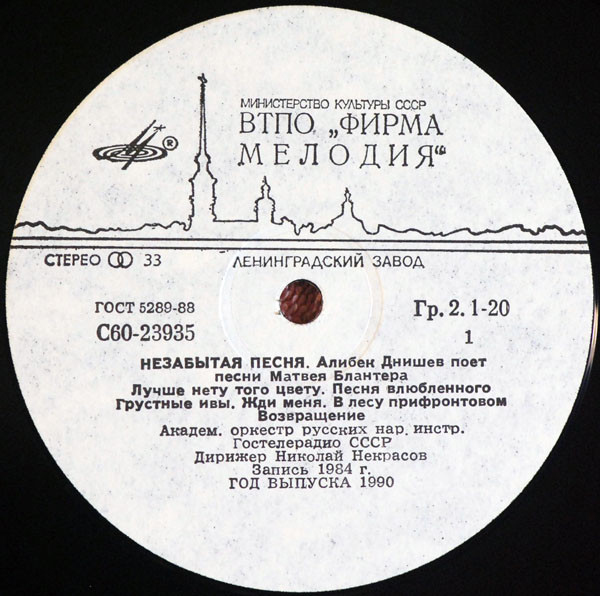 МИНИСТЕРСТВО КУЛЬТУРЫ СССР
ВТПО „ФИРМА
МЕЛОДИЯ“
®
СТЕРЕО 33
ЛЕНИНГРАДСКИЙ ЗАВОД
ГОСТ 5289-88
Гр. 2. 1-20
С60-23935
1
НЕЗАБЫТАЯ ПЕСНЯ. Алибек Днишев поет
песни Матвея Блантера
Лучше нету того цвету. Песня влюбленного
Грустные ивы. Жди меня. В лесу прифронтовом
Возвращение
Академ. оркестр русских нар. инстр.
Гостелерадио СССР
Дирижер Николай Некрасов
Запись 1984 г.
ГОД ВЫПУСКА 1990